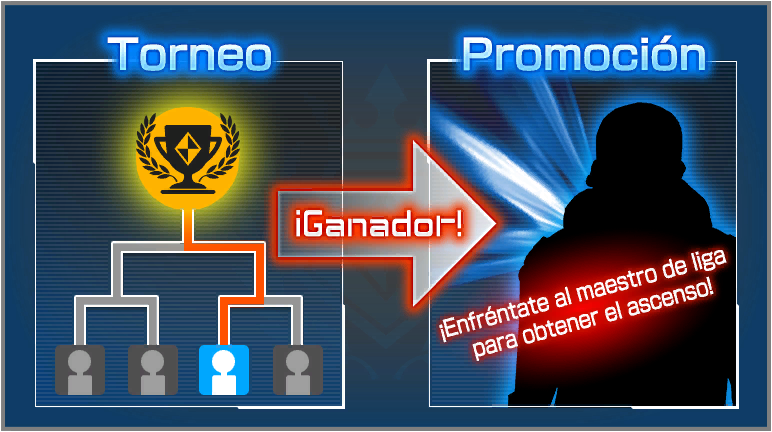 Torneo
Promoción
¡Ganador!
¡Enfréntate al maestro de liga
para obtener el ascenso!